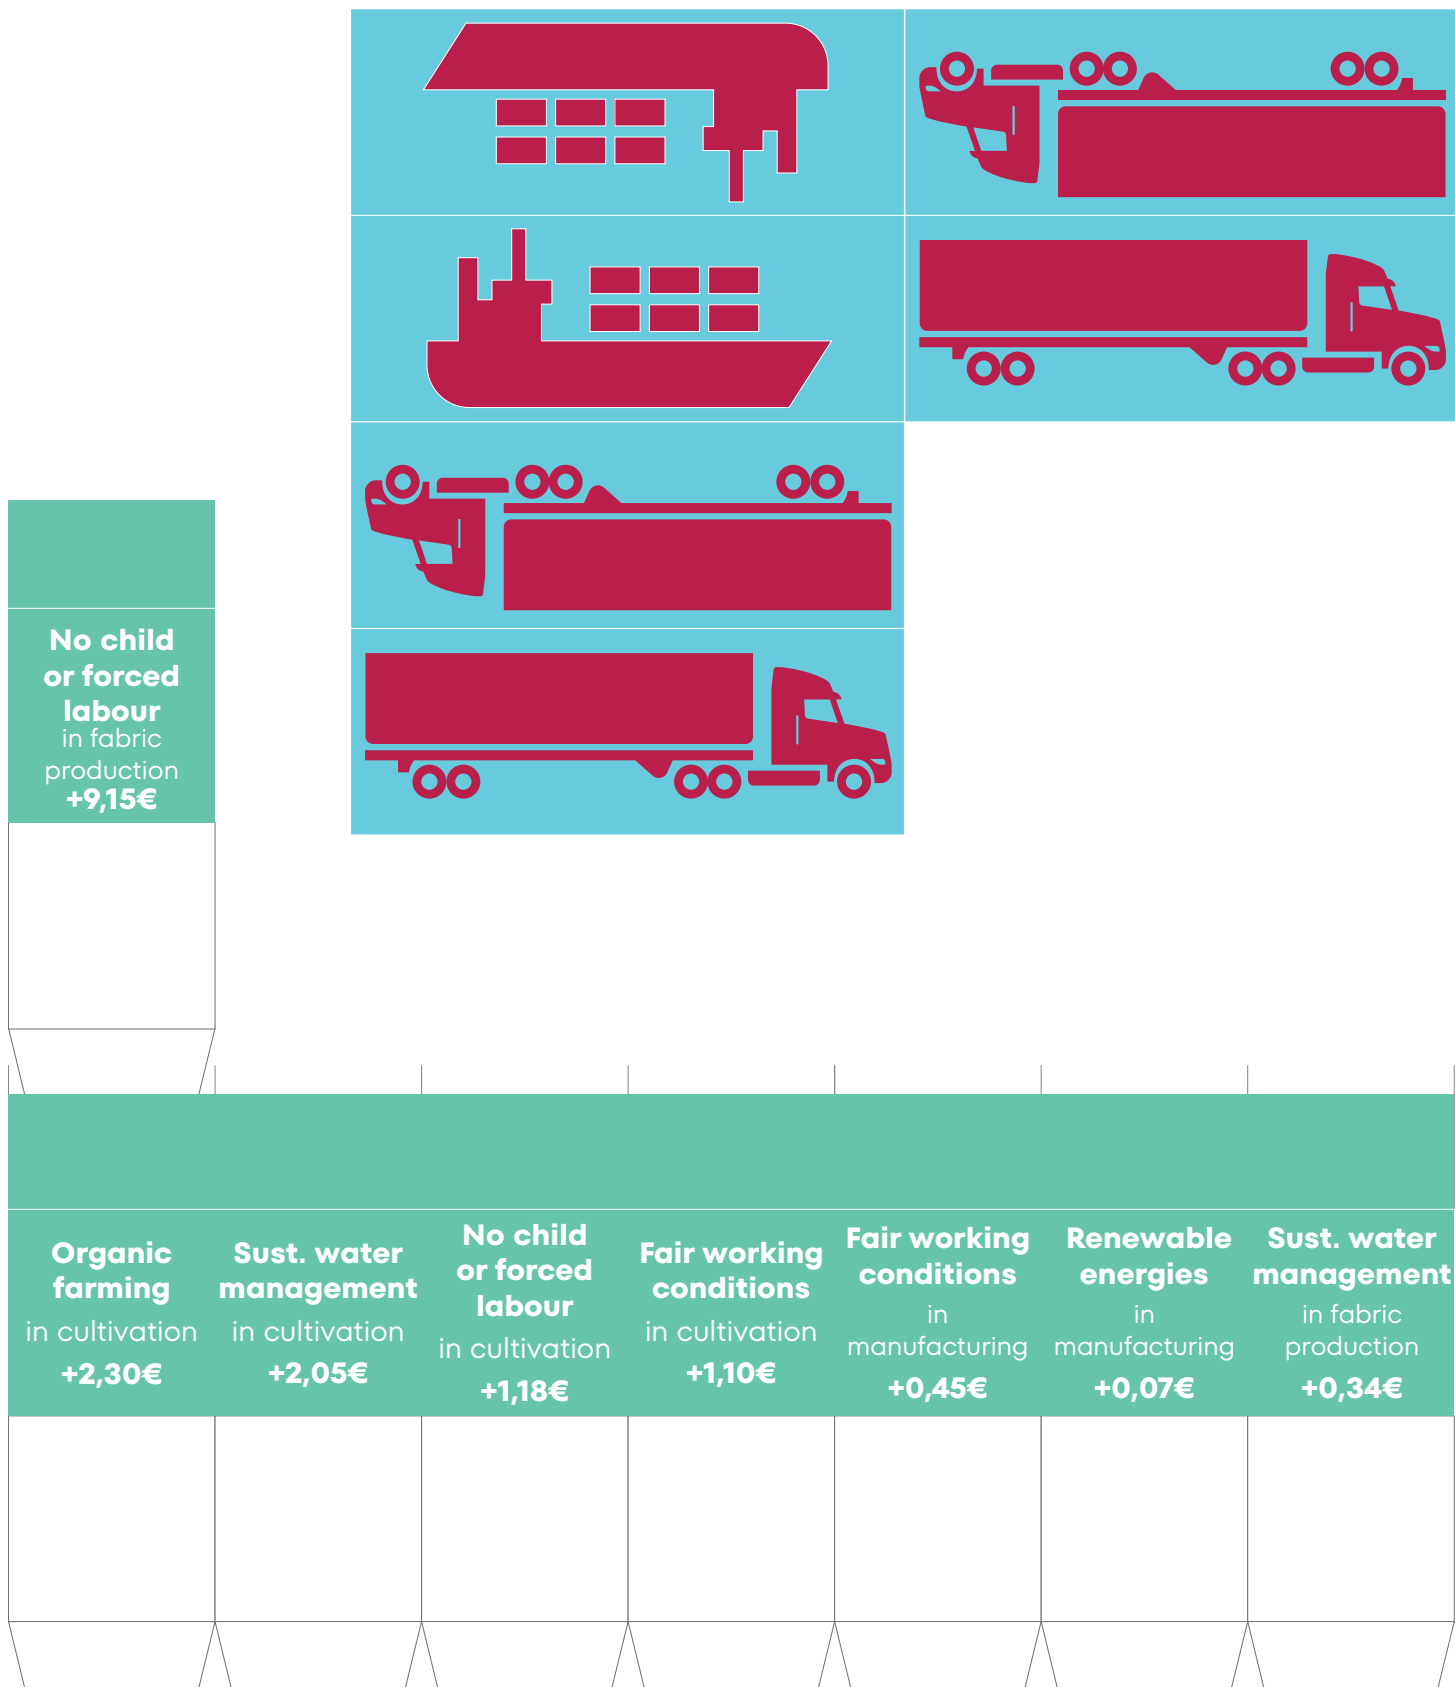 No child
or forced
labour
in fabric
production
+9,15€
Organic
farming
in cultivation
+2,30€
Sust. water
management
in cultivation
+2,05€
No child
or forced
labour
in cultivation
+1,18€
Fair working
conditions
in cultivation
+1,10€
Fair working
conditions
in
manufacturing
+0,45€
Renewable
energies
in
manufacturing
+0,07€
Sust. water
management
in fabric
production
+0,34€